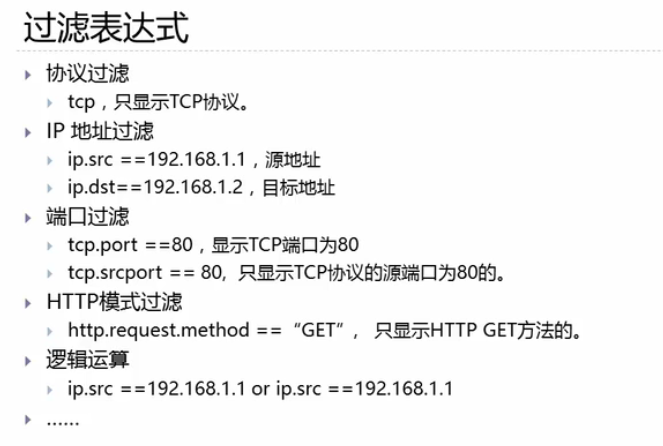 过滤表达式
协议过滤
tcp，只显示TCP协议。
IP 地址过滤
ip.src ==192.168.1.1，源地址
ip.dst==192.168.1.2，目标地址
端口过滤
tcp.port ==80，显示TCP端口为80
tcp.srcport == 80, 只显示TCP协议的源端口为80的。
HTTP模式过滤
http.request.method ==“GET”， 只显示HTTP GET方法的。
逻辑运算
ip.src ==192.168.1.1 or ip.src ==192.168.1.1
......